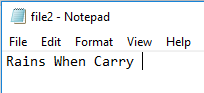 file2 - Notepad
File Edit Format View Help
Rains When Carry